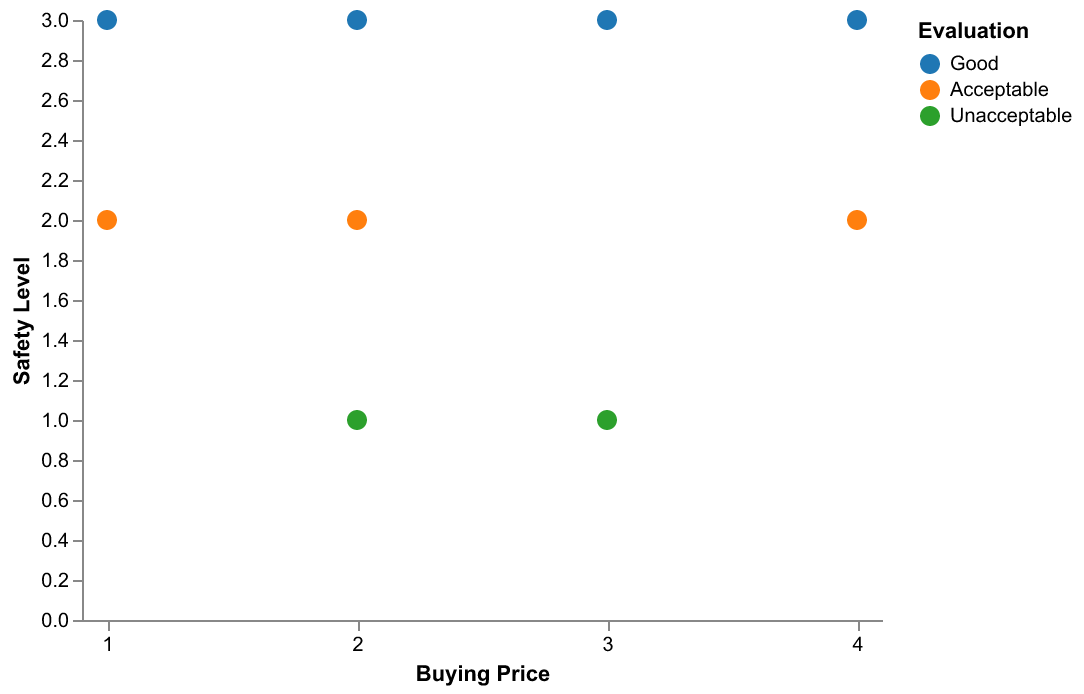 3.0
2.8
2.6
2.4
2.2
2.0
1.8
1.6
1.4
1.2
1.0
0.8
0.6
0.4
0.2
0.0
Safety Level
1 2 3 4
Buying Price
Evaluation
Good
Acceptable
Unacceptable